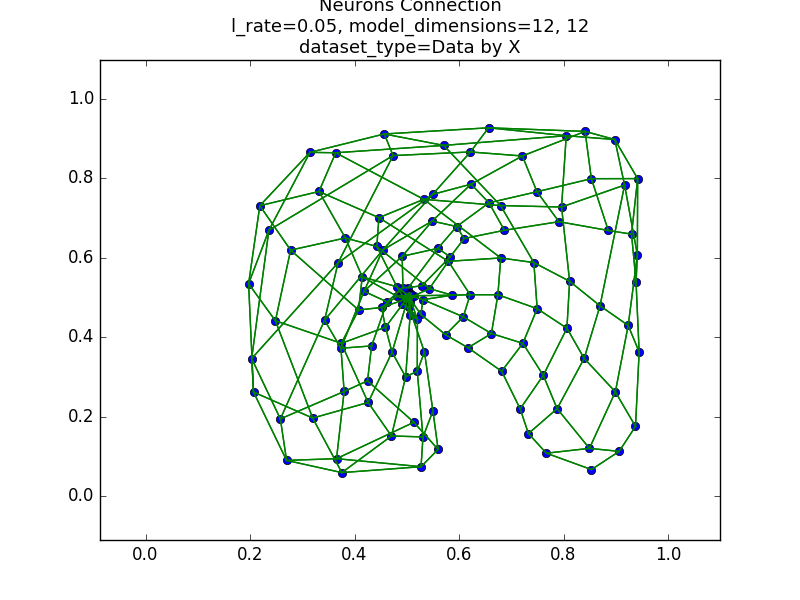 Neurons Connection
l_rate=0.05, model_dimensions=12, 12
dataset_type=Data by X
1.0
0.8
0.6
0.4
0.2
0.0
0.0 0.2 0.4 0.6 0.8 1.0